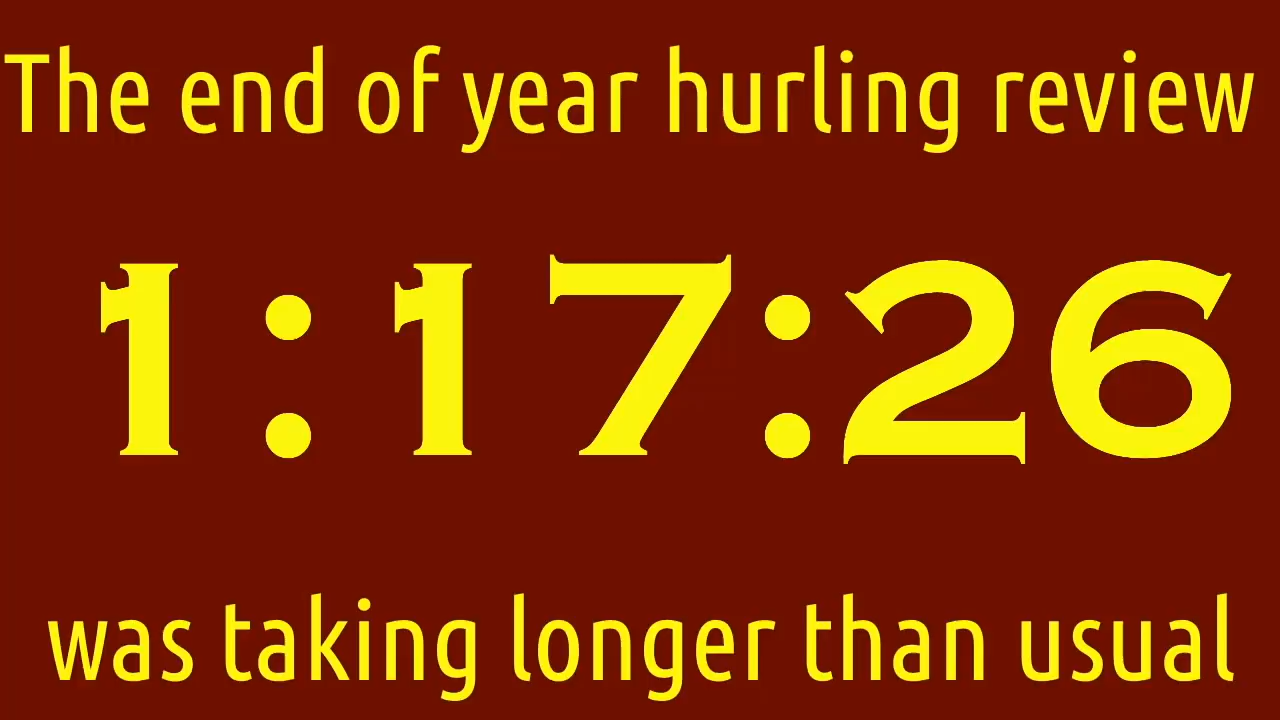 The end of year hurling review
1:17:26
was taking longer than usual